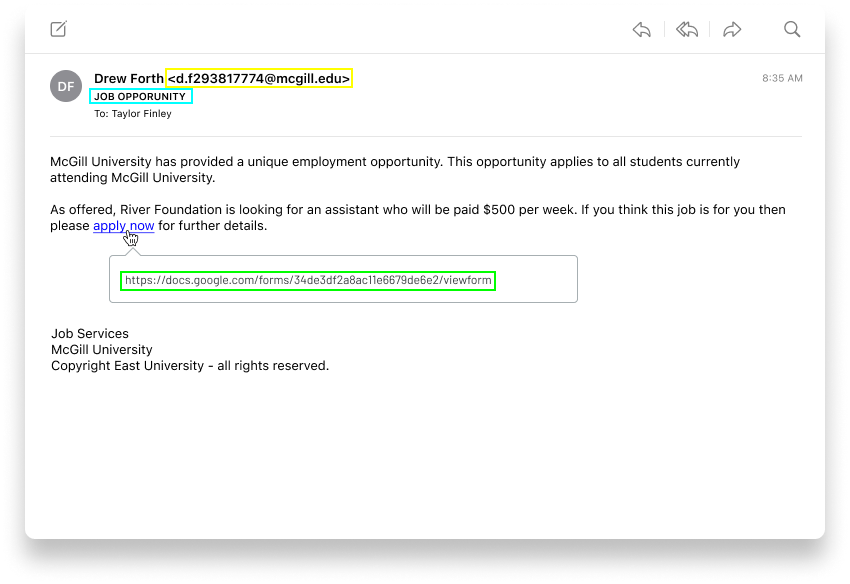 DF
Drew Forth <d.f293817774@mcgill.edu>
8:35 AM
JOB OPPORUNITY
To: Taylor Finley
McGill University has provided a unique employment opportunity. This opportunity applies to all students currently
attending McGill University.
As offered, River Foundation is looking for an assistant who will be paid $500 per week. If you think this job is for you then
please apply now for further details.
https://docs.google.com/forms/34de3df2a8ac11e6679de6e2/viewform
Job Services
McGill University
Copyright East University - all rights reserved.